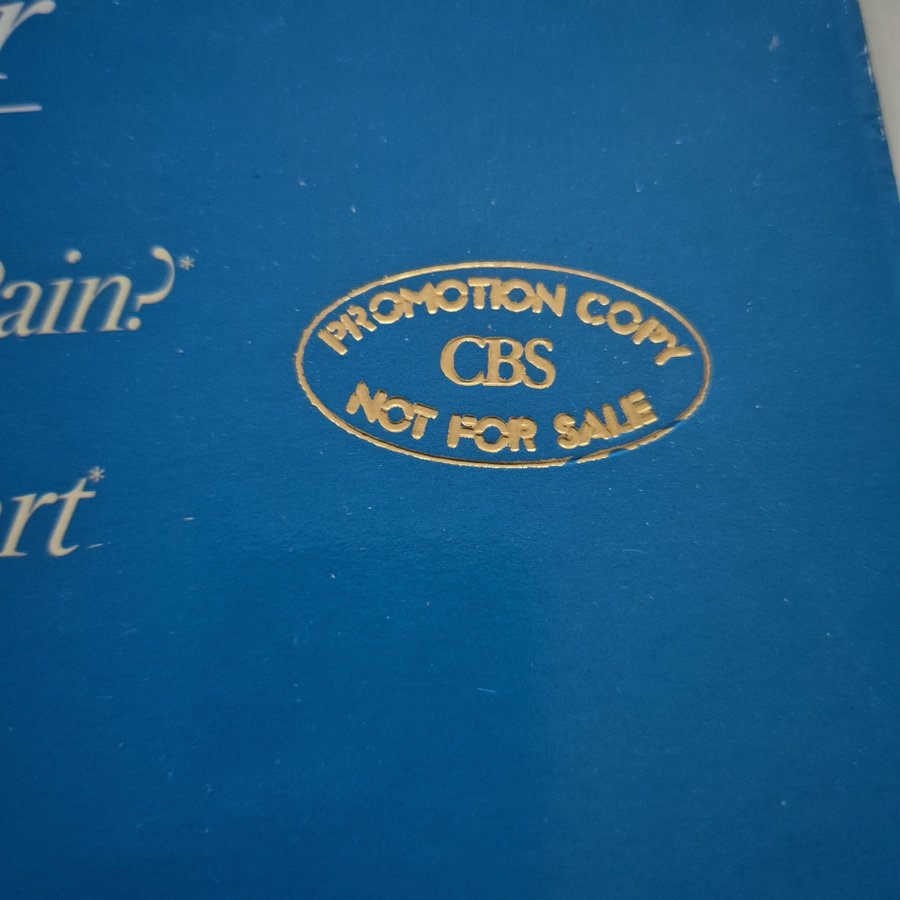 r
ain?*
PROMOTION COPY
CBS
NOT FOR SALE
rt*